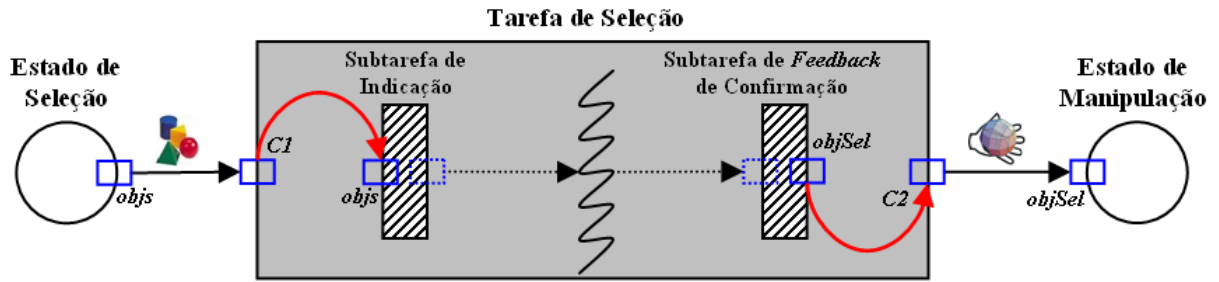 Tarefa de Seleção
Estado de
Seleção
Subtarefa de
Indicação
Subtarefa de Feedback
de Confirmação
Estado de
Manipulação
C1
objSel
objs
objs
C2
objSel